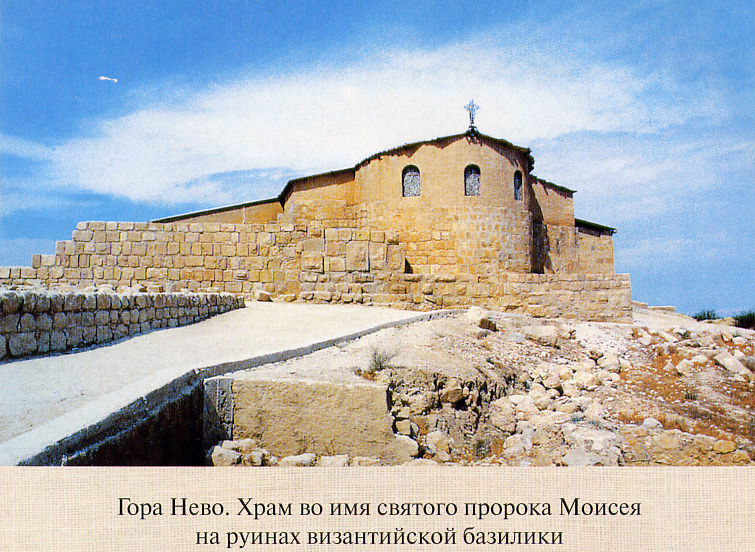 Гора Нево. Храм во имя святого пророка Моисея
на руинах византийской базилики